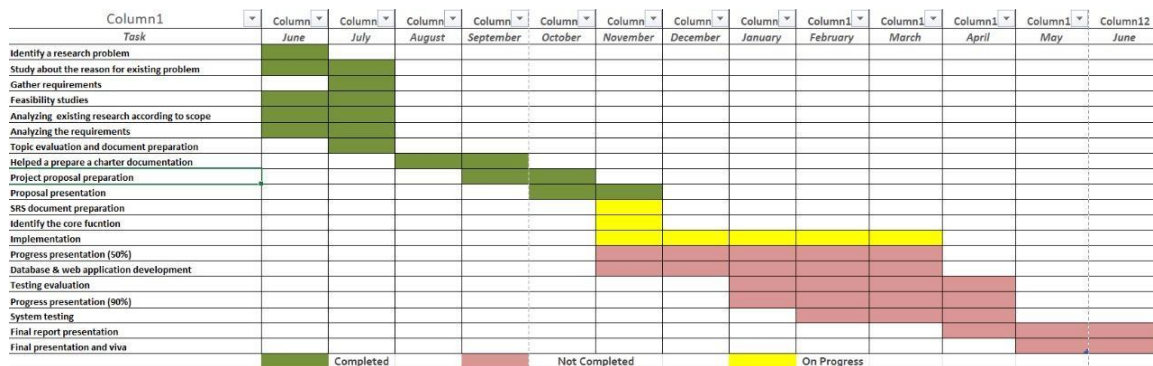 Column1 Column Column Column Column Column Column Column Column Column1 Column1 Column1 Column1 Column12
Task June July August September October November December January February March April May June
Identify a research problem
Study about the reason for existing problem
Gather requirements
Feasibility studies
Analyzing existing research according to scope
Analyzing the requirements
Topic evaluation and document preparation
Helped a prepare a charter documentation
Project proposal preparation
Proposal presentation
SRS document preparation
Identify the core fucntion
Implementation
Progress presentation (50%)
Database & web application development
Testing evaluation
Progress presentation (90%)
System testing
Final report presentation
Final presentation and viva
Completed Not Completed On Progress